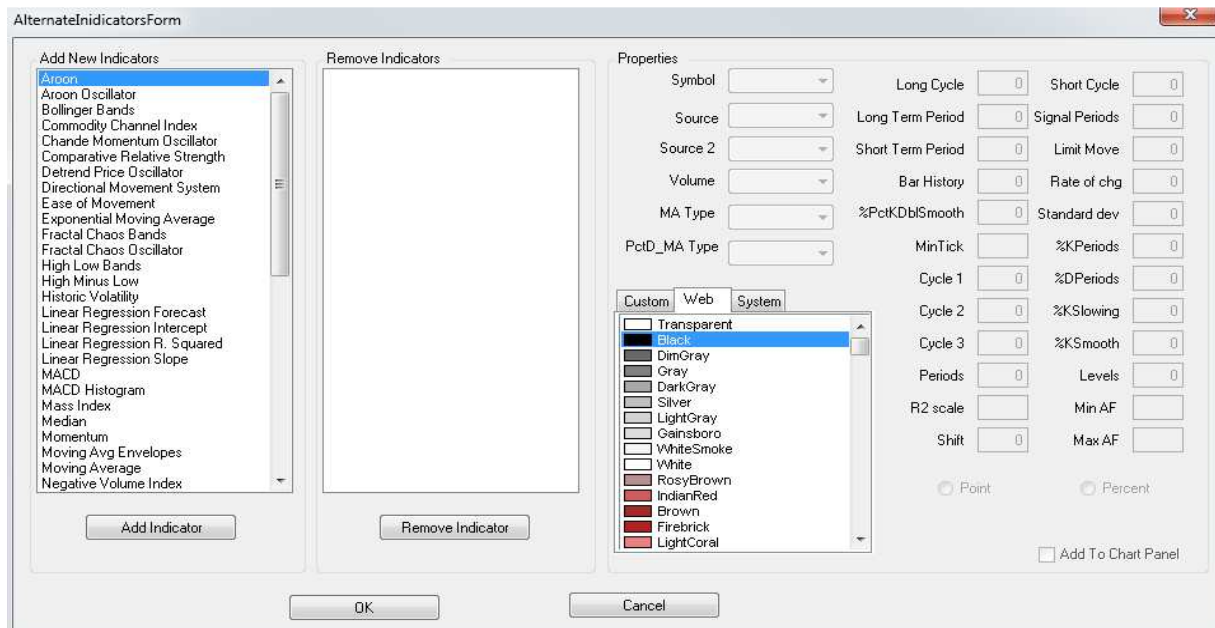 AlternateInidicatorsForm
Add New Indicators
Aroon
Aroon Oscillator
Bollinger Bands
Commodity Channel Index
Chande Momentum Oscillator
Comparative Relative Strength
Detrend Price Oscillator
Directional Movement System
Ease of Movement
Exponential Moving Average
Fractal Chaos Bands
Fractal Chaos Oscillator
High Low Bands
High Minus Low
Historic Volatility
Linear Regression Forecast
Linear Regression Intercept
Linear Regression R. Squared
Linear Regression Slope
MACD
MACD Histogram
Mass Index
Median
Momentum
Moving Avg Envelopes
Moving Average
Negative Volume Index
Add Indicator
Remove Indicators
Remove Indicator
Properties
Symbol
Source
Source 2
Volume
MA Type
PctD_MA Type
Custom Web System
Transparent
Black
DimGray
Gray
DarkGray
Silver
LightGray
Gainsboro
WhiteSmoke
White
RosyBrown
IndianRed
Brown
Firebrick
LightCoral
Long Cycle 0 Short Cycle 0
Long Term Period 0 Signal Periods 0
Short Term Period 0 Limit Move 0
Bar History 0 Rate of chg 0
%PctKDblSmooth 0 Standard dev 0
MinTick %KPeriods 0
Cycle 1 0 %DPeriods 0
Cycle 2 0 %KSlowing 0
Cycle 3 0 %KSmooth 0
Periods 0 Levels 0
R2 scale Min AF
Shift 0 Max AF
Point Percent
Add To Chart Panel
OK Cancel